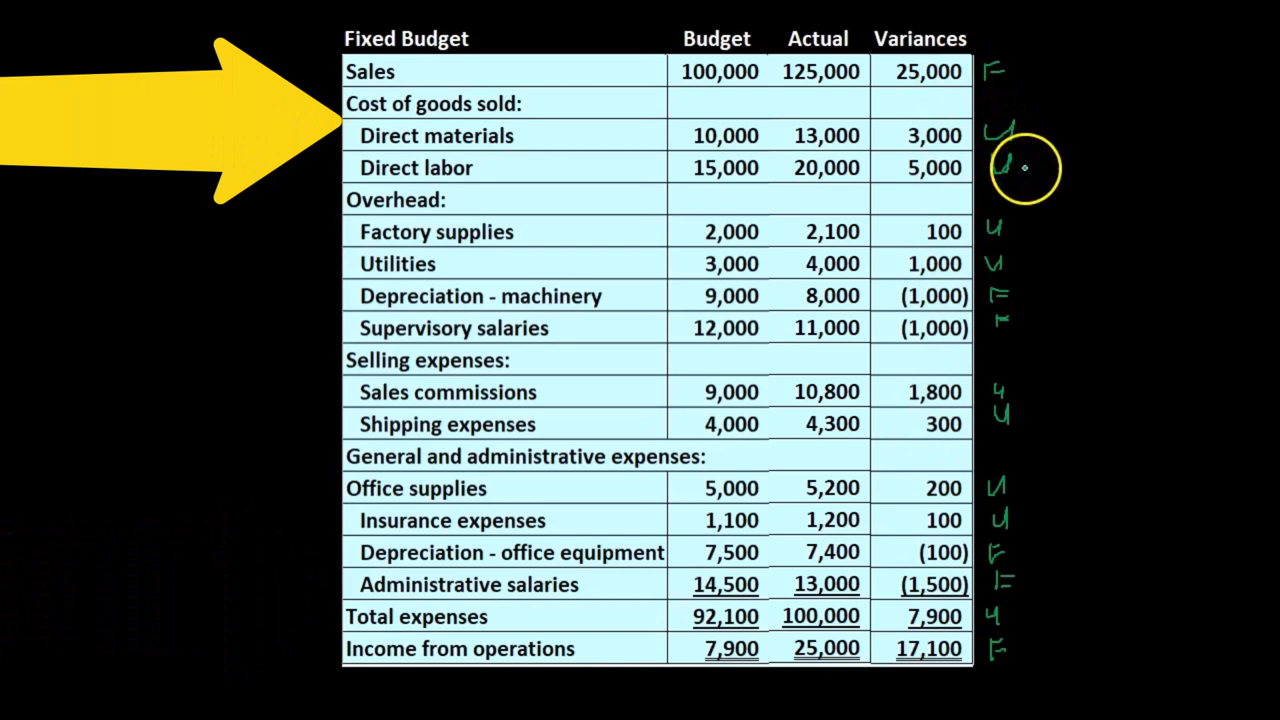 Fixed Budget Budget Actual Variances
Sales 100,000 125,000 25,000 F
Cost of goods sold:
Direct materials 10,000 13,000 3,000 U
Direct labor 15,000 20,000 5,000 U
Overhead:
Factory supplies 2,000 2,100 100 U
Utilities 3,000 4,000 1,000 U
Depreciation - machinery 9,000 8,000 (1,000) F
Supervisory salaries 12,000 11,000 (1,000) F
Selling expenses:
Sales commissions 9,000 10,800 1,800 U
Shipping expenses 4,000 4,300 300 U
General and administrative expenses:
Office supplies 5,000 5,200 200 U
Insurance expenses 1,100 1,200 100 U
Depreciation - office equipment 7,500 7,400 (100) F
Administrative salaries 14,500 13,000 (1,500) F
Total expenses 92,100 100,000 7,900 U
Income from operations 7,900 25,000 17,100 F